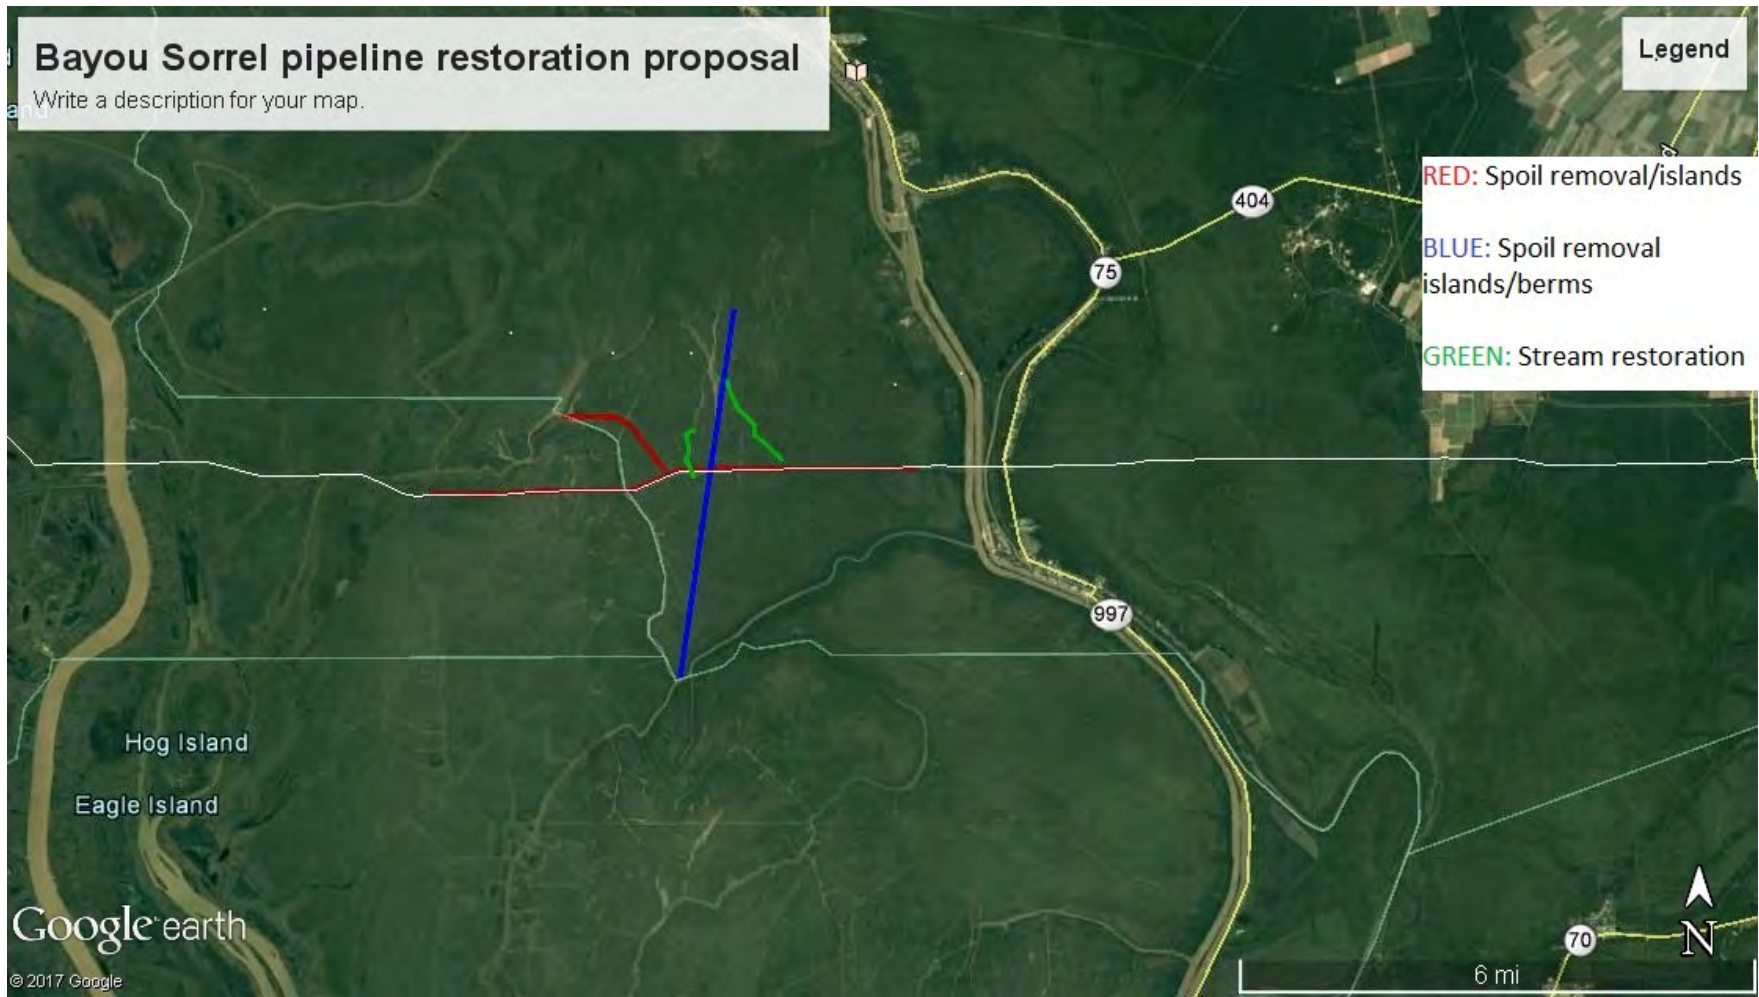 Bayou Sorrel pipeline restoration proposal
Write a description for your map.
Legend
RED: Spoil removal/islands
BLUE: Spoil removal
islands/berms
GREEN: Stream restoration
404
75
997
Hog Island
Eagle Island
70
N
6 mi
Google earth
© 2017 Google